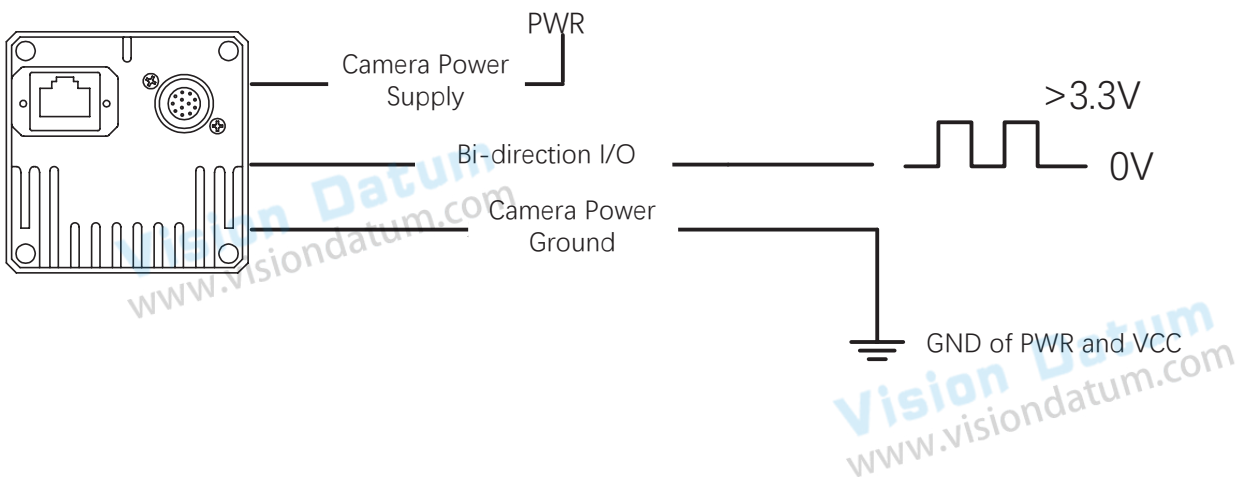 PWR
Camera Power
Supply
>3.3V
Bi-direction I/O
0V
Vision Datum
www.visiondatum.com
Camera Power
Ground
GND of PWR and VCC
Vision Datum
www.visiondatum.com